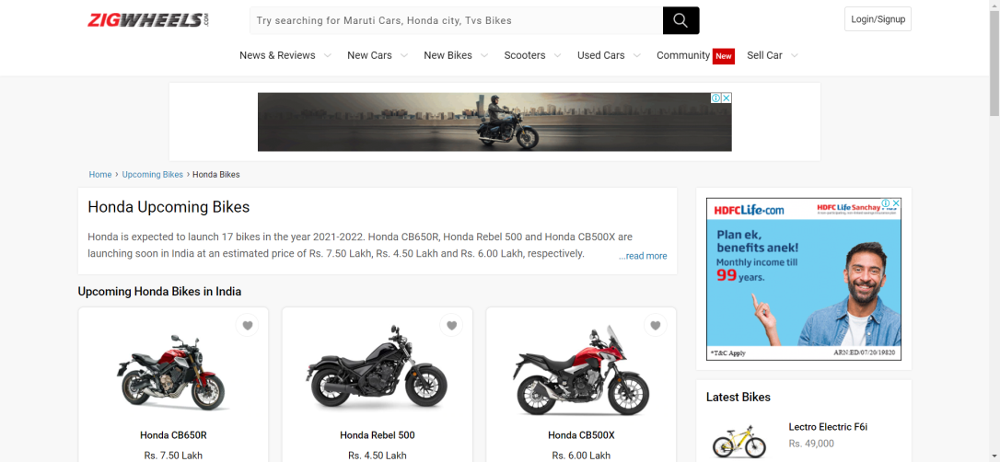 ZIGWHEELS.COM
Try searching for Maruti Cars, Honda city, Tvs Bikes
Login/Signup
News & Reviews
New Cars
New Bikes
Scooters
Used Cars
Community New
Sell Car
Home › Upcoming Bikes › Honda Bikes
Honda Upcoming Bikes
Honda is expected to launch 17 bikes in the year 2021-2022. Honda CB650R, Honda Rebel 500 and Honda CB500X are
launching soon in India at an estimated price of Rs. 7.50 Lakh, Rs. 4.50 Lakh and Rs. 6.00 Lakh, respectively.
...read more
HDFCLife.com
HDFC Life Sanchay
Plan ek,
benefits anek!
Monthly income till
99 years.
*T&C Apply
ARN:ED/07/20/19820
Upcoming Honda Bikes in India
Honda CB650R
Rs. 7.50 Lakh
Honda Rebel 500
Rs. 4.50 Lakh
Honda CB500X
Rs. 6.00 Lakh
Latest Bikes
Lectro Electric F6i
Rs. 49,000